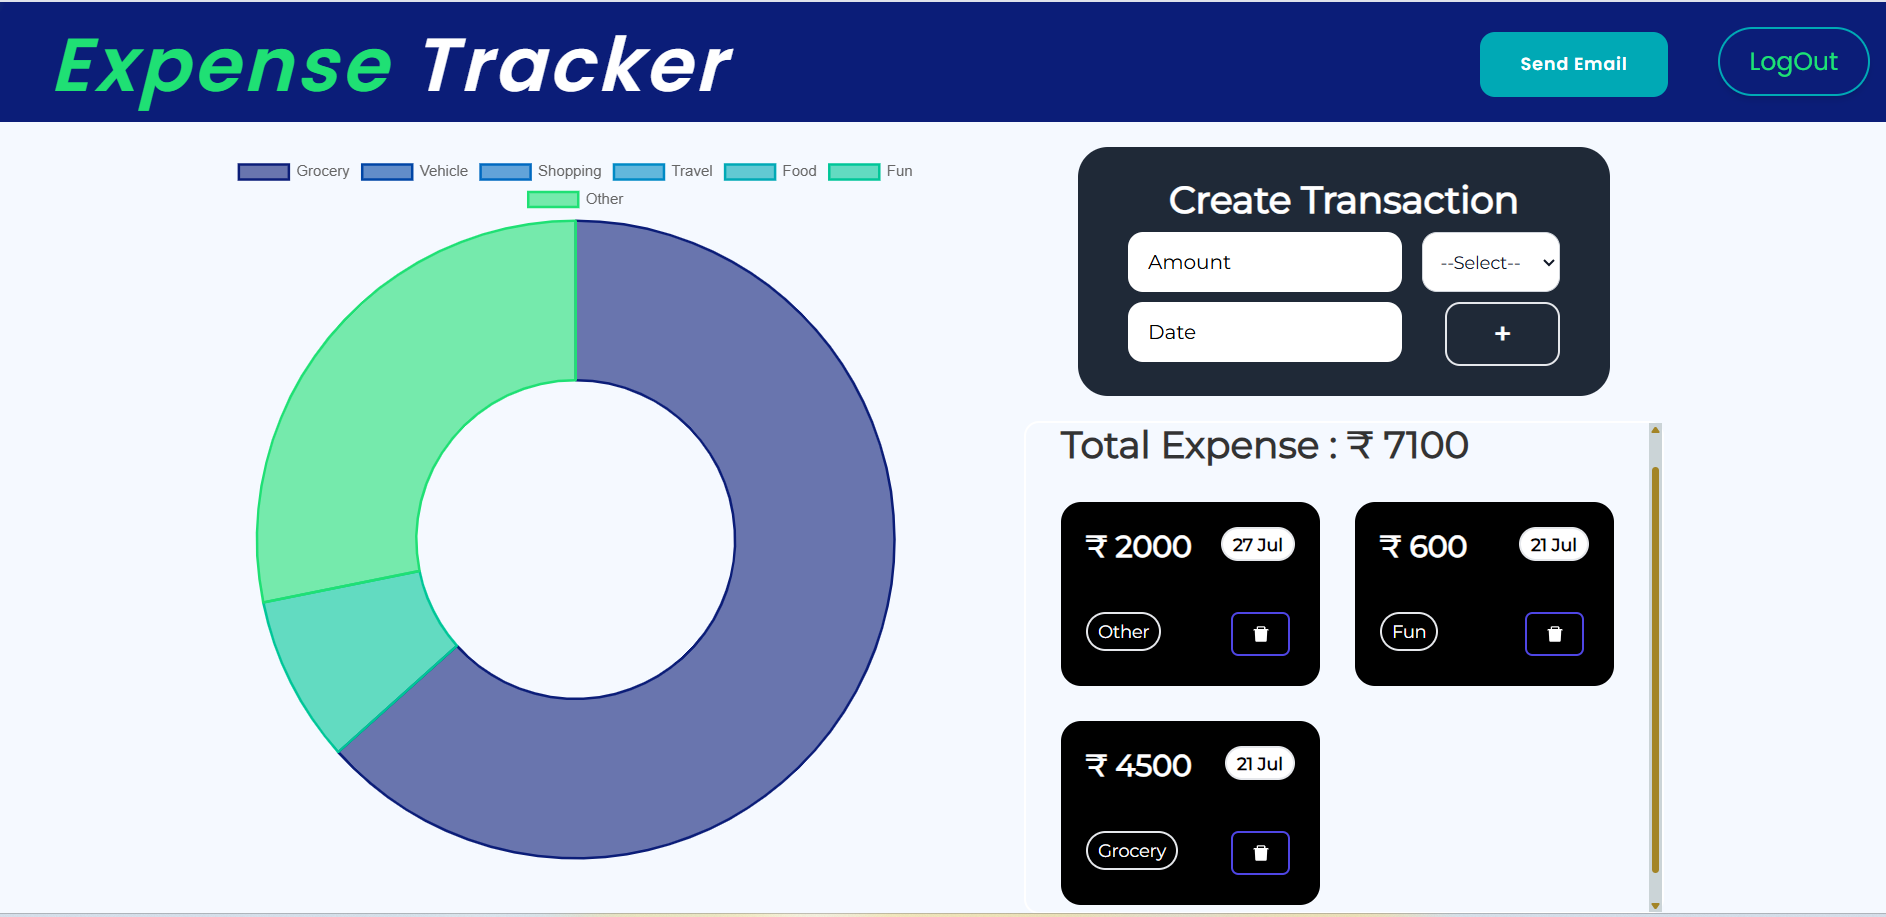 Expense Tracker
Send Email
LogOut
Grocery Vehicle Shopping Travel Food Fun
Other
Create Transaction
Amount
--Select--
Date
+
Total Expense : ₹ 7100
₹ 2000 27 Jul
Other
₹ 600 21 Jul
Fun
₹ 4500 21 Jul
Grocery